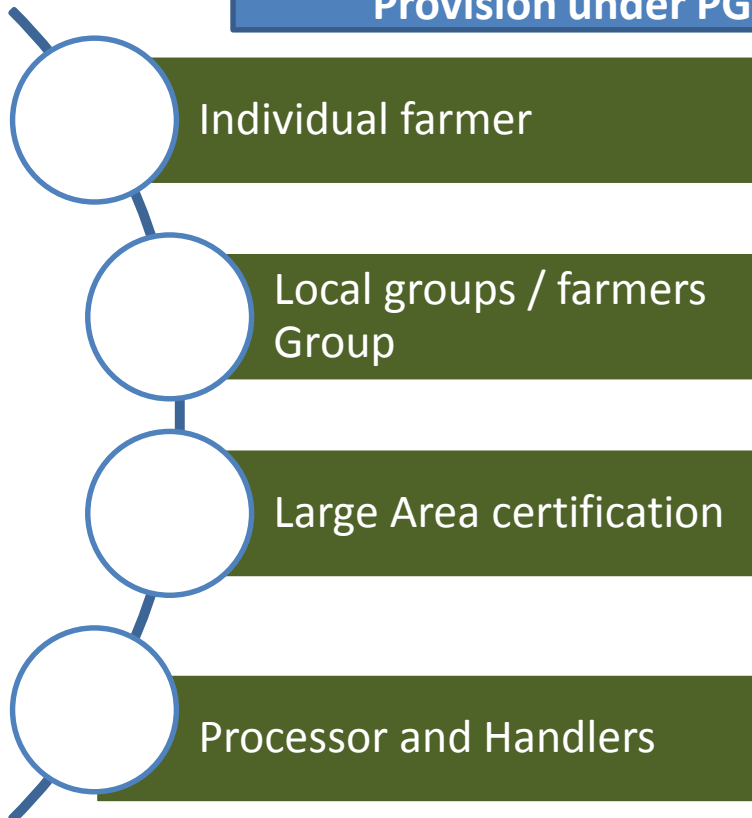 Provision under PG
Individual farmer
Local groups / farmers
Group
Large Area certification
Processor and Handlers